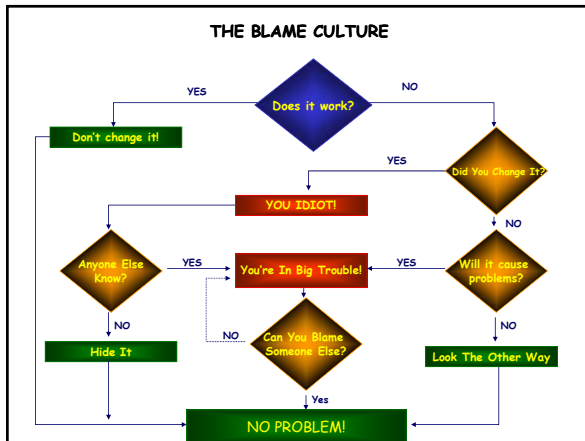 THE BLAME CULTURE
YES
NO
Does it work?
Don't change it!
YES
Did You Change It?
YOU IDIOT!
NO
Anyone Else
Know?
YES
You're In Big Trouble!
YES
Will it cause
problems?
NO
NO
Can You Blame
Someone Else?
NO
Hide It
Look The Other Way
Yes
NO PROBLEM!